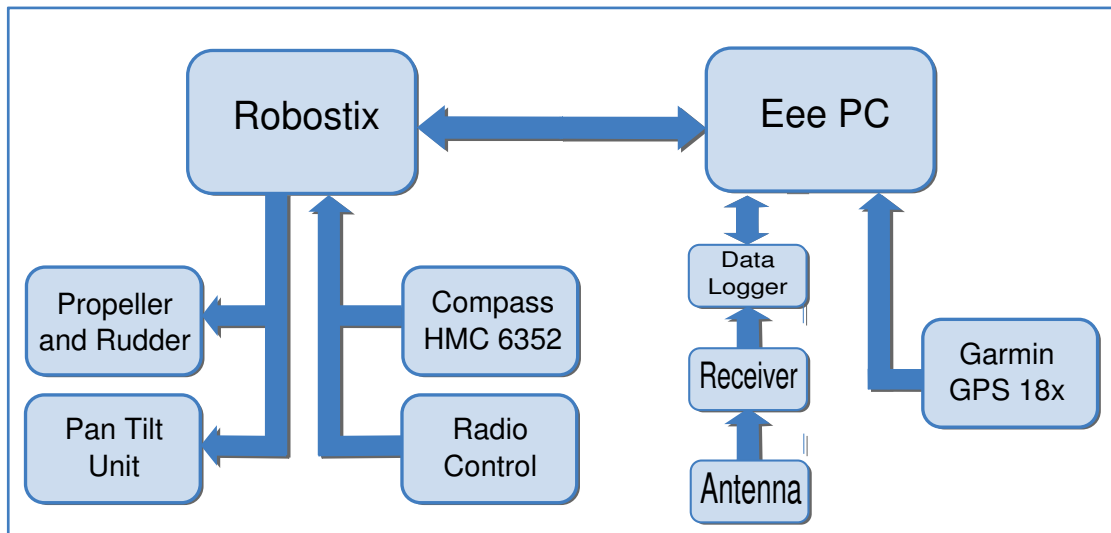 Robostix
Eee PC
Propeller
and Rudder
Compass
HMC 6352
Data
Logger
Receiver
Garmin
GPS 18x
Pan Tilt
Unit
Radio
Control
Antenna